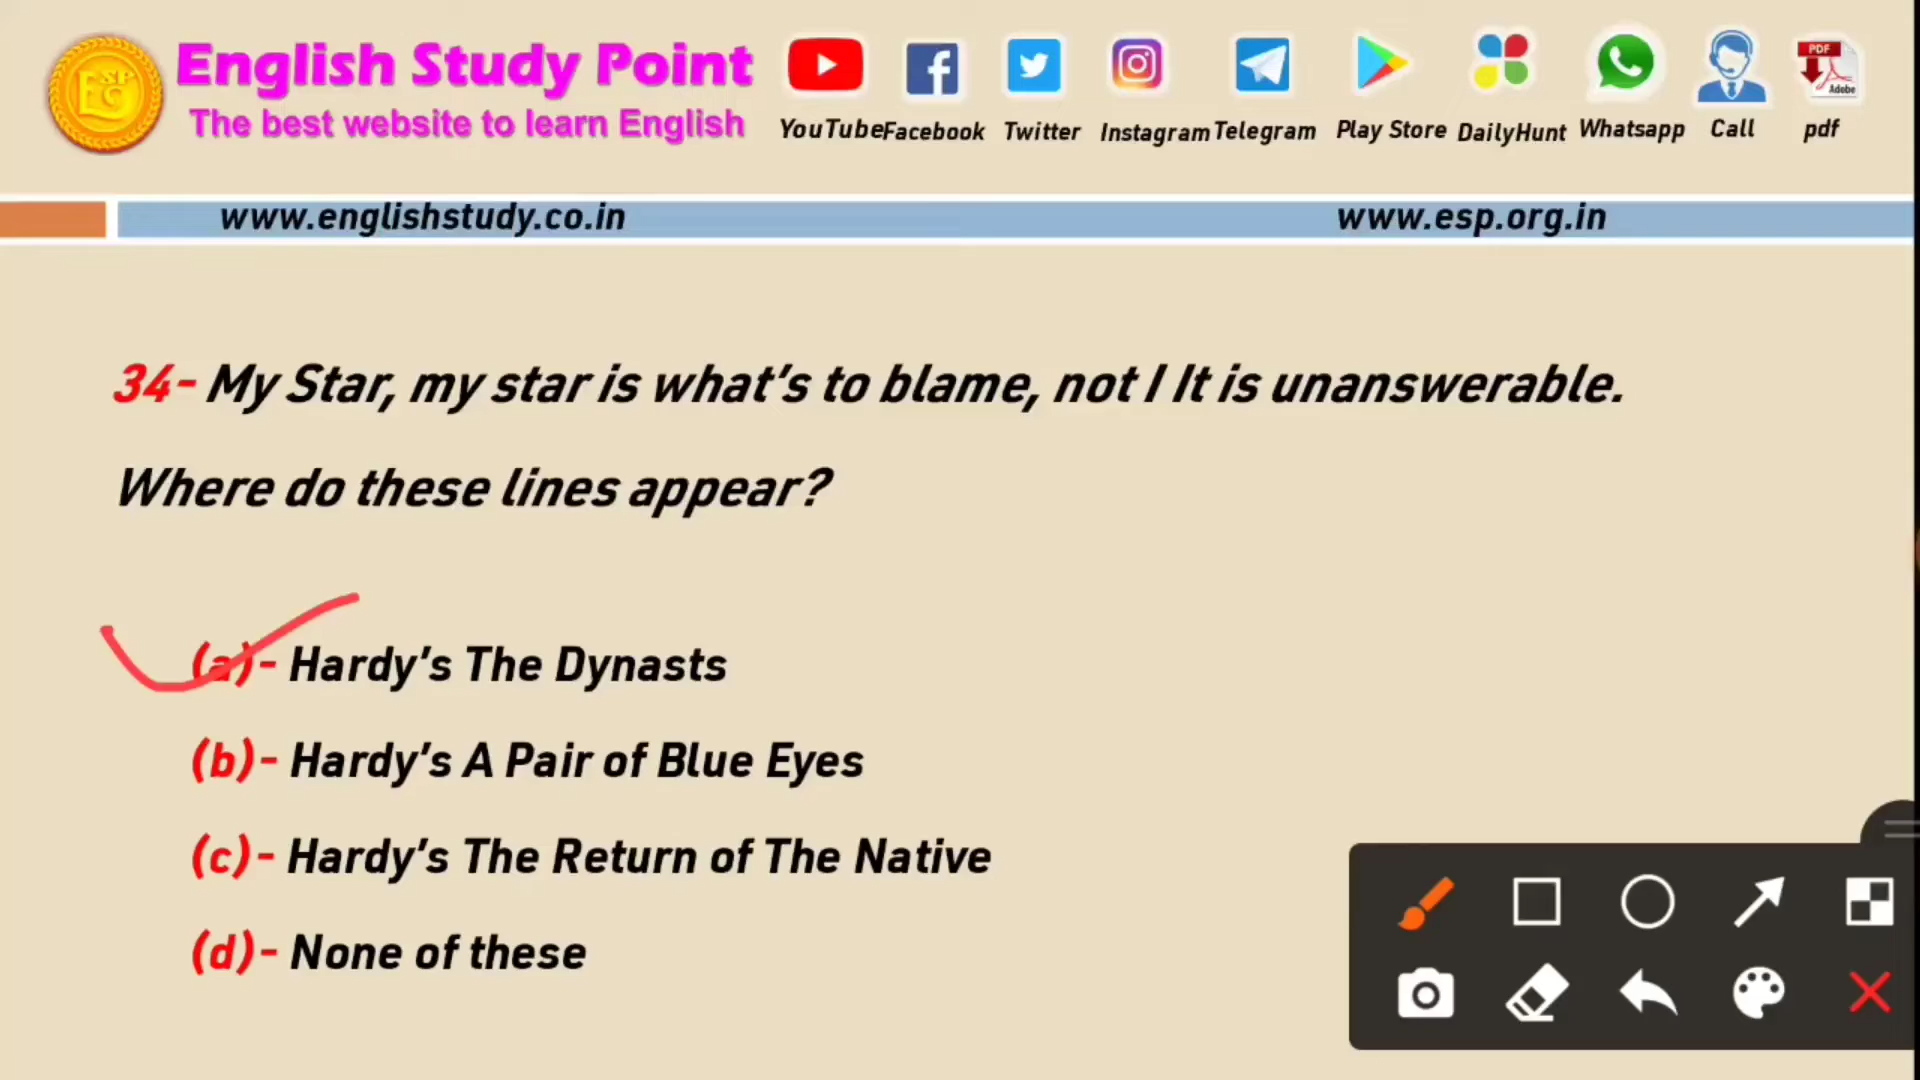 ESP
English Study Point
The best website to learn English
YouTube Facebook Twitter Instagram Telegram Play Store DailyHunt Whatsapp Call pdf
PDF
Adobe
www.englishstudy.co.in www.esp.org.in
34- My Star, my star is what's to blame, not I It is unanswerable.
Where do these lines appear?
(a)- Hardy's The Dynasts
(b)- Hardy's A Pair of Blue Eyes
(c)- Hardy's The Return of The Native
(d)- None of these